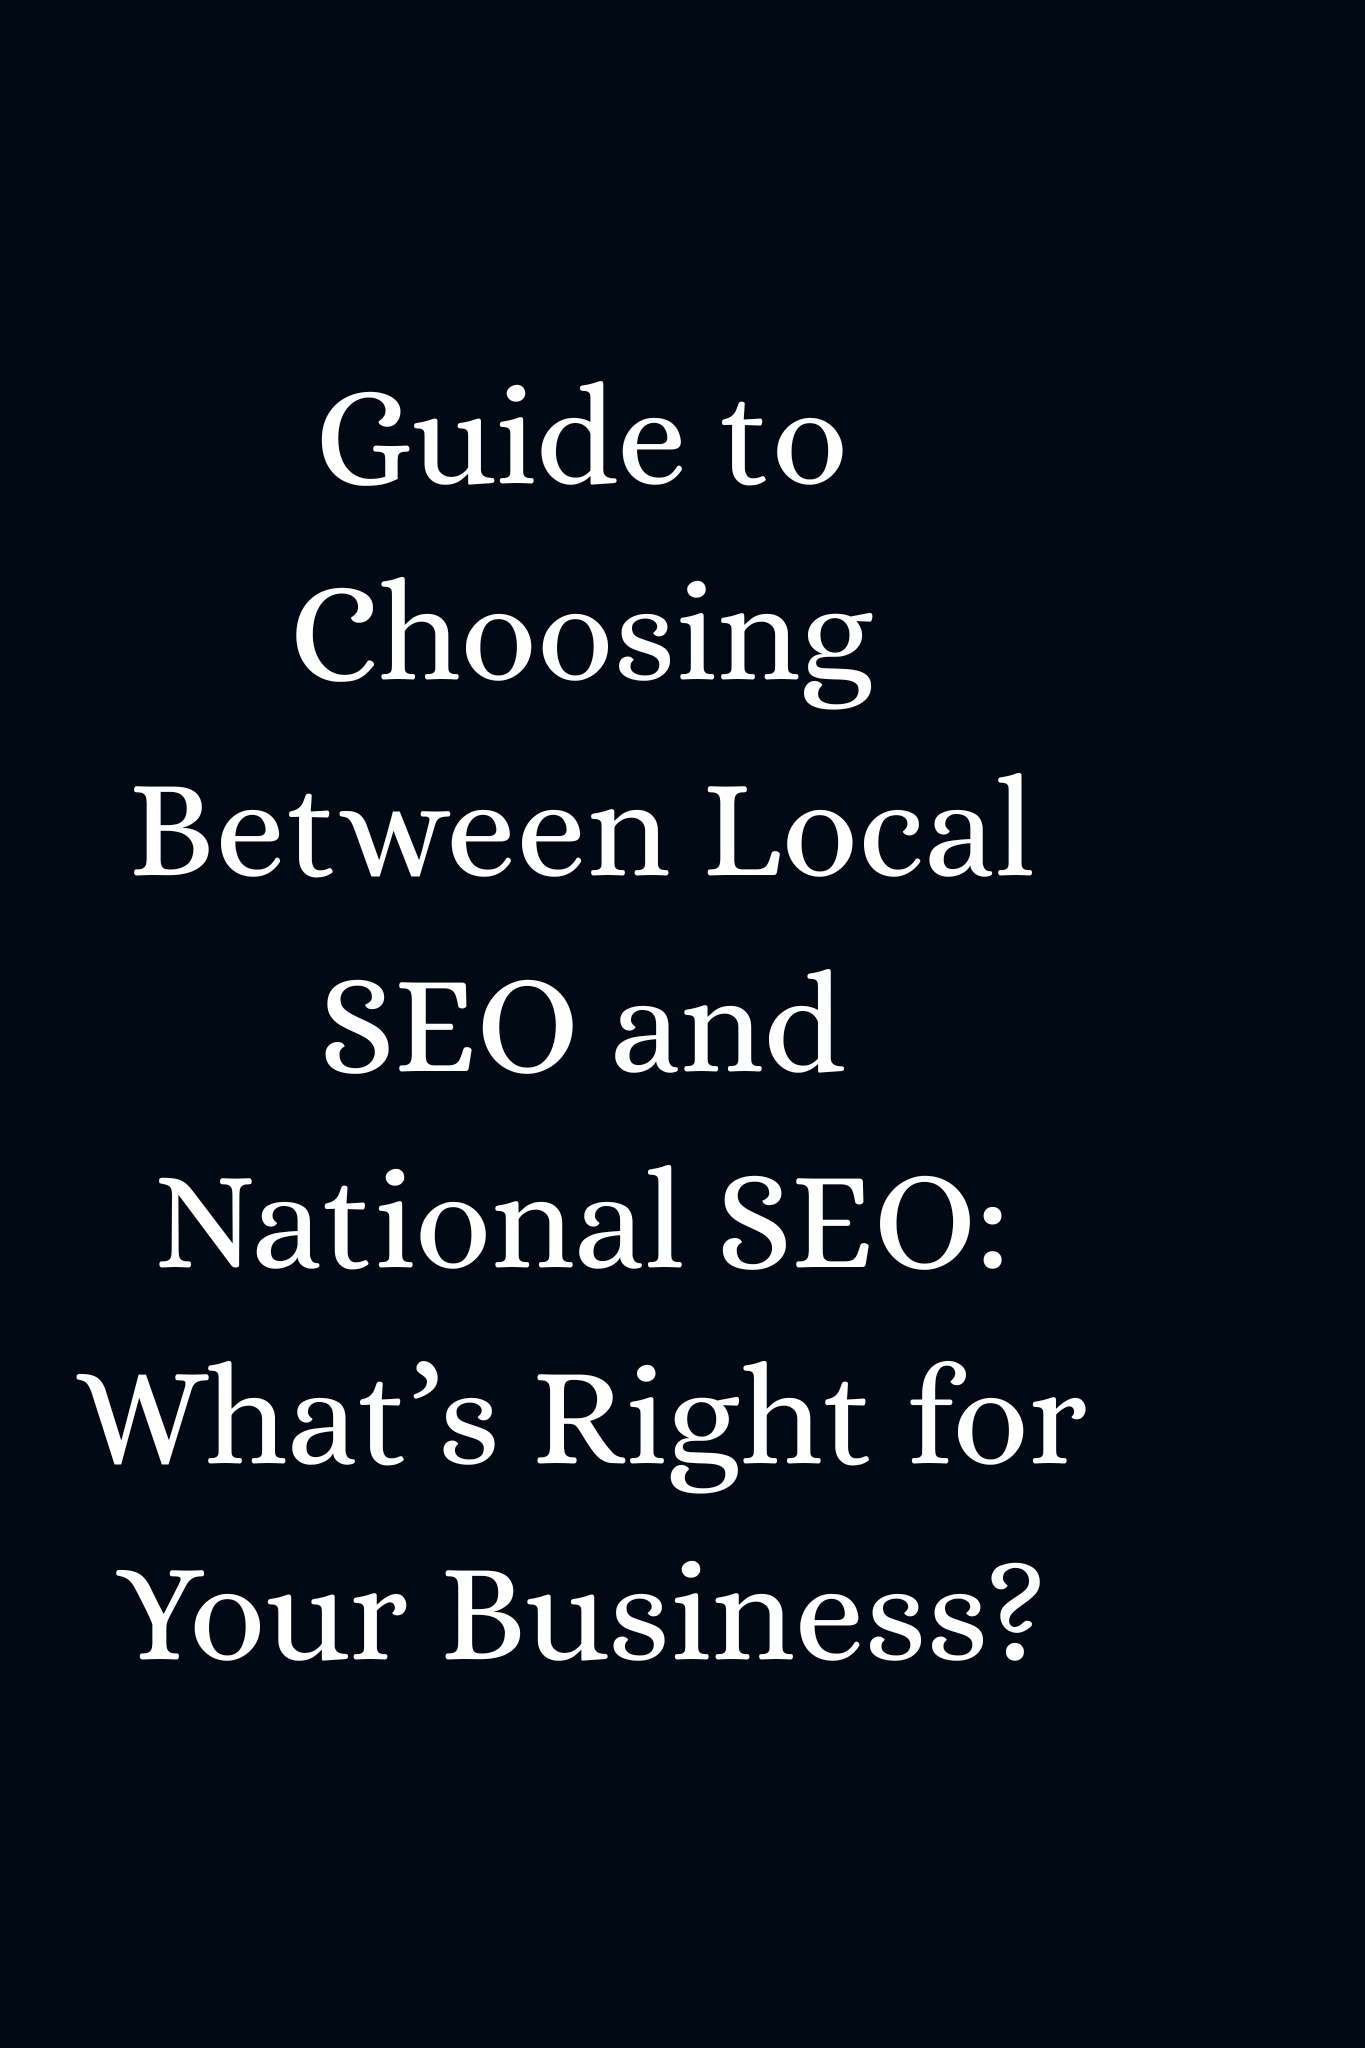 Guide to
Choosing
Between Local
SEO and
National SEO:
What’s Right for
Your Business?